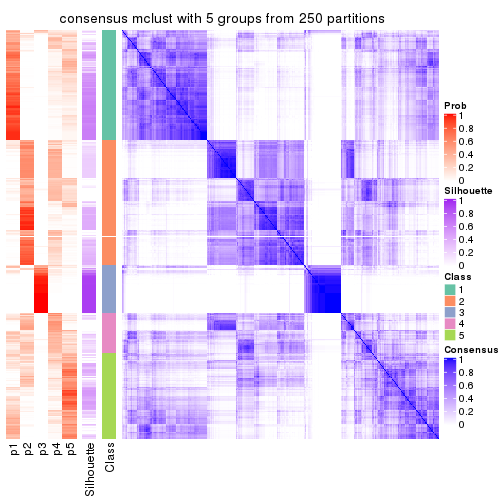 consensus mclust with 5 groups from 250 partitions
Prob
1
0.8
0.6
0.4
0.2
0
Silhouette
1
0.8
0.6
0.4
0.2
0
Class
1
2
3
4
5
Consensus
1
0.8
0.6
0.4
0.2
0
p1
p2
p3
p4
p5
Silhouette
Class